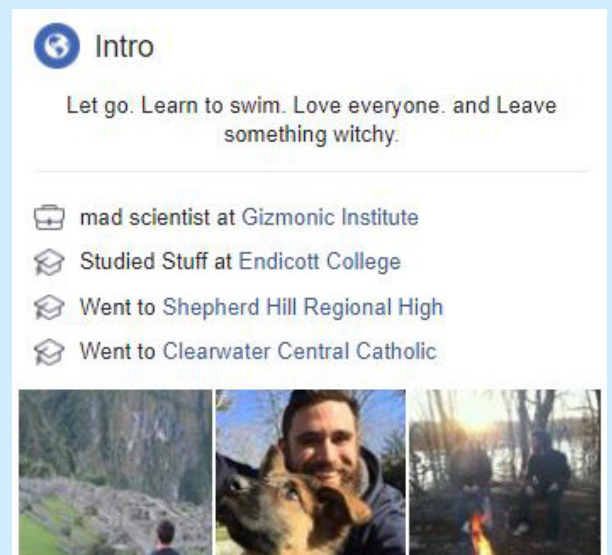 Intro
Let go. Learn to swim. Love everyone. and Leave
something witchy.
mad scientist at Gizmonic Institute
Studied Stuff at Endicott College
Went to Shepherd Hill Regional High
Went to Clearwater Central Catholic